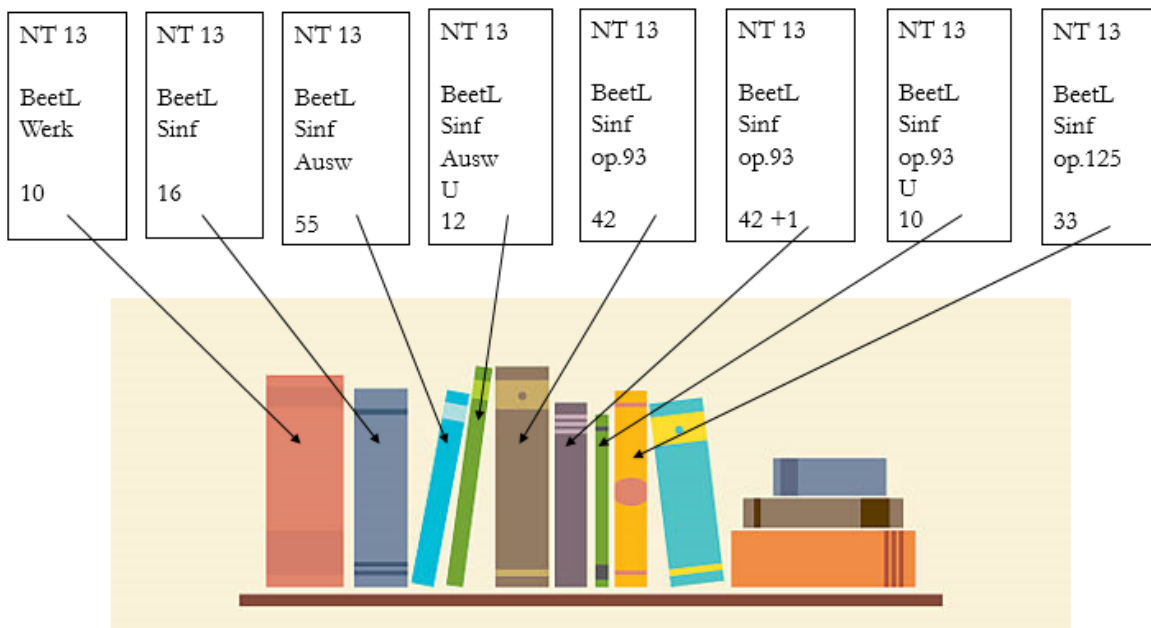 NT 13
BeetL
Werk
10
NT 13
BeetL
Sinf
16
NT 13
BeetL
Sinf
Ausw
55
NT 13
BeetL
Sinf
Ausw
U
12
NT 13
BeetL
Sinf
op.93
42
NT 13
BeetL
Sinf
op.93
42 +1
NT 13
BeetL
Sinf
op.93
U
10
NT 13
BeetL
Sinf
op.125
33